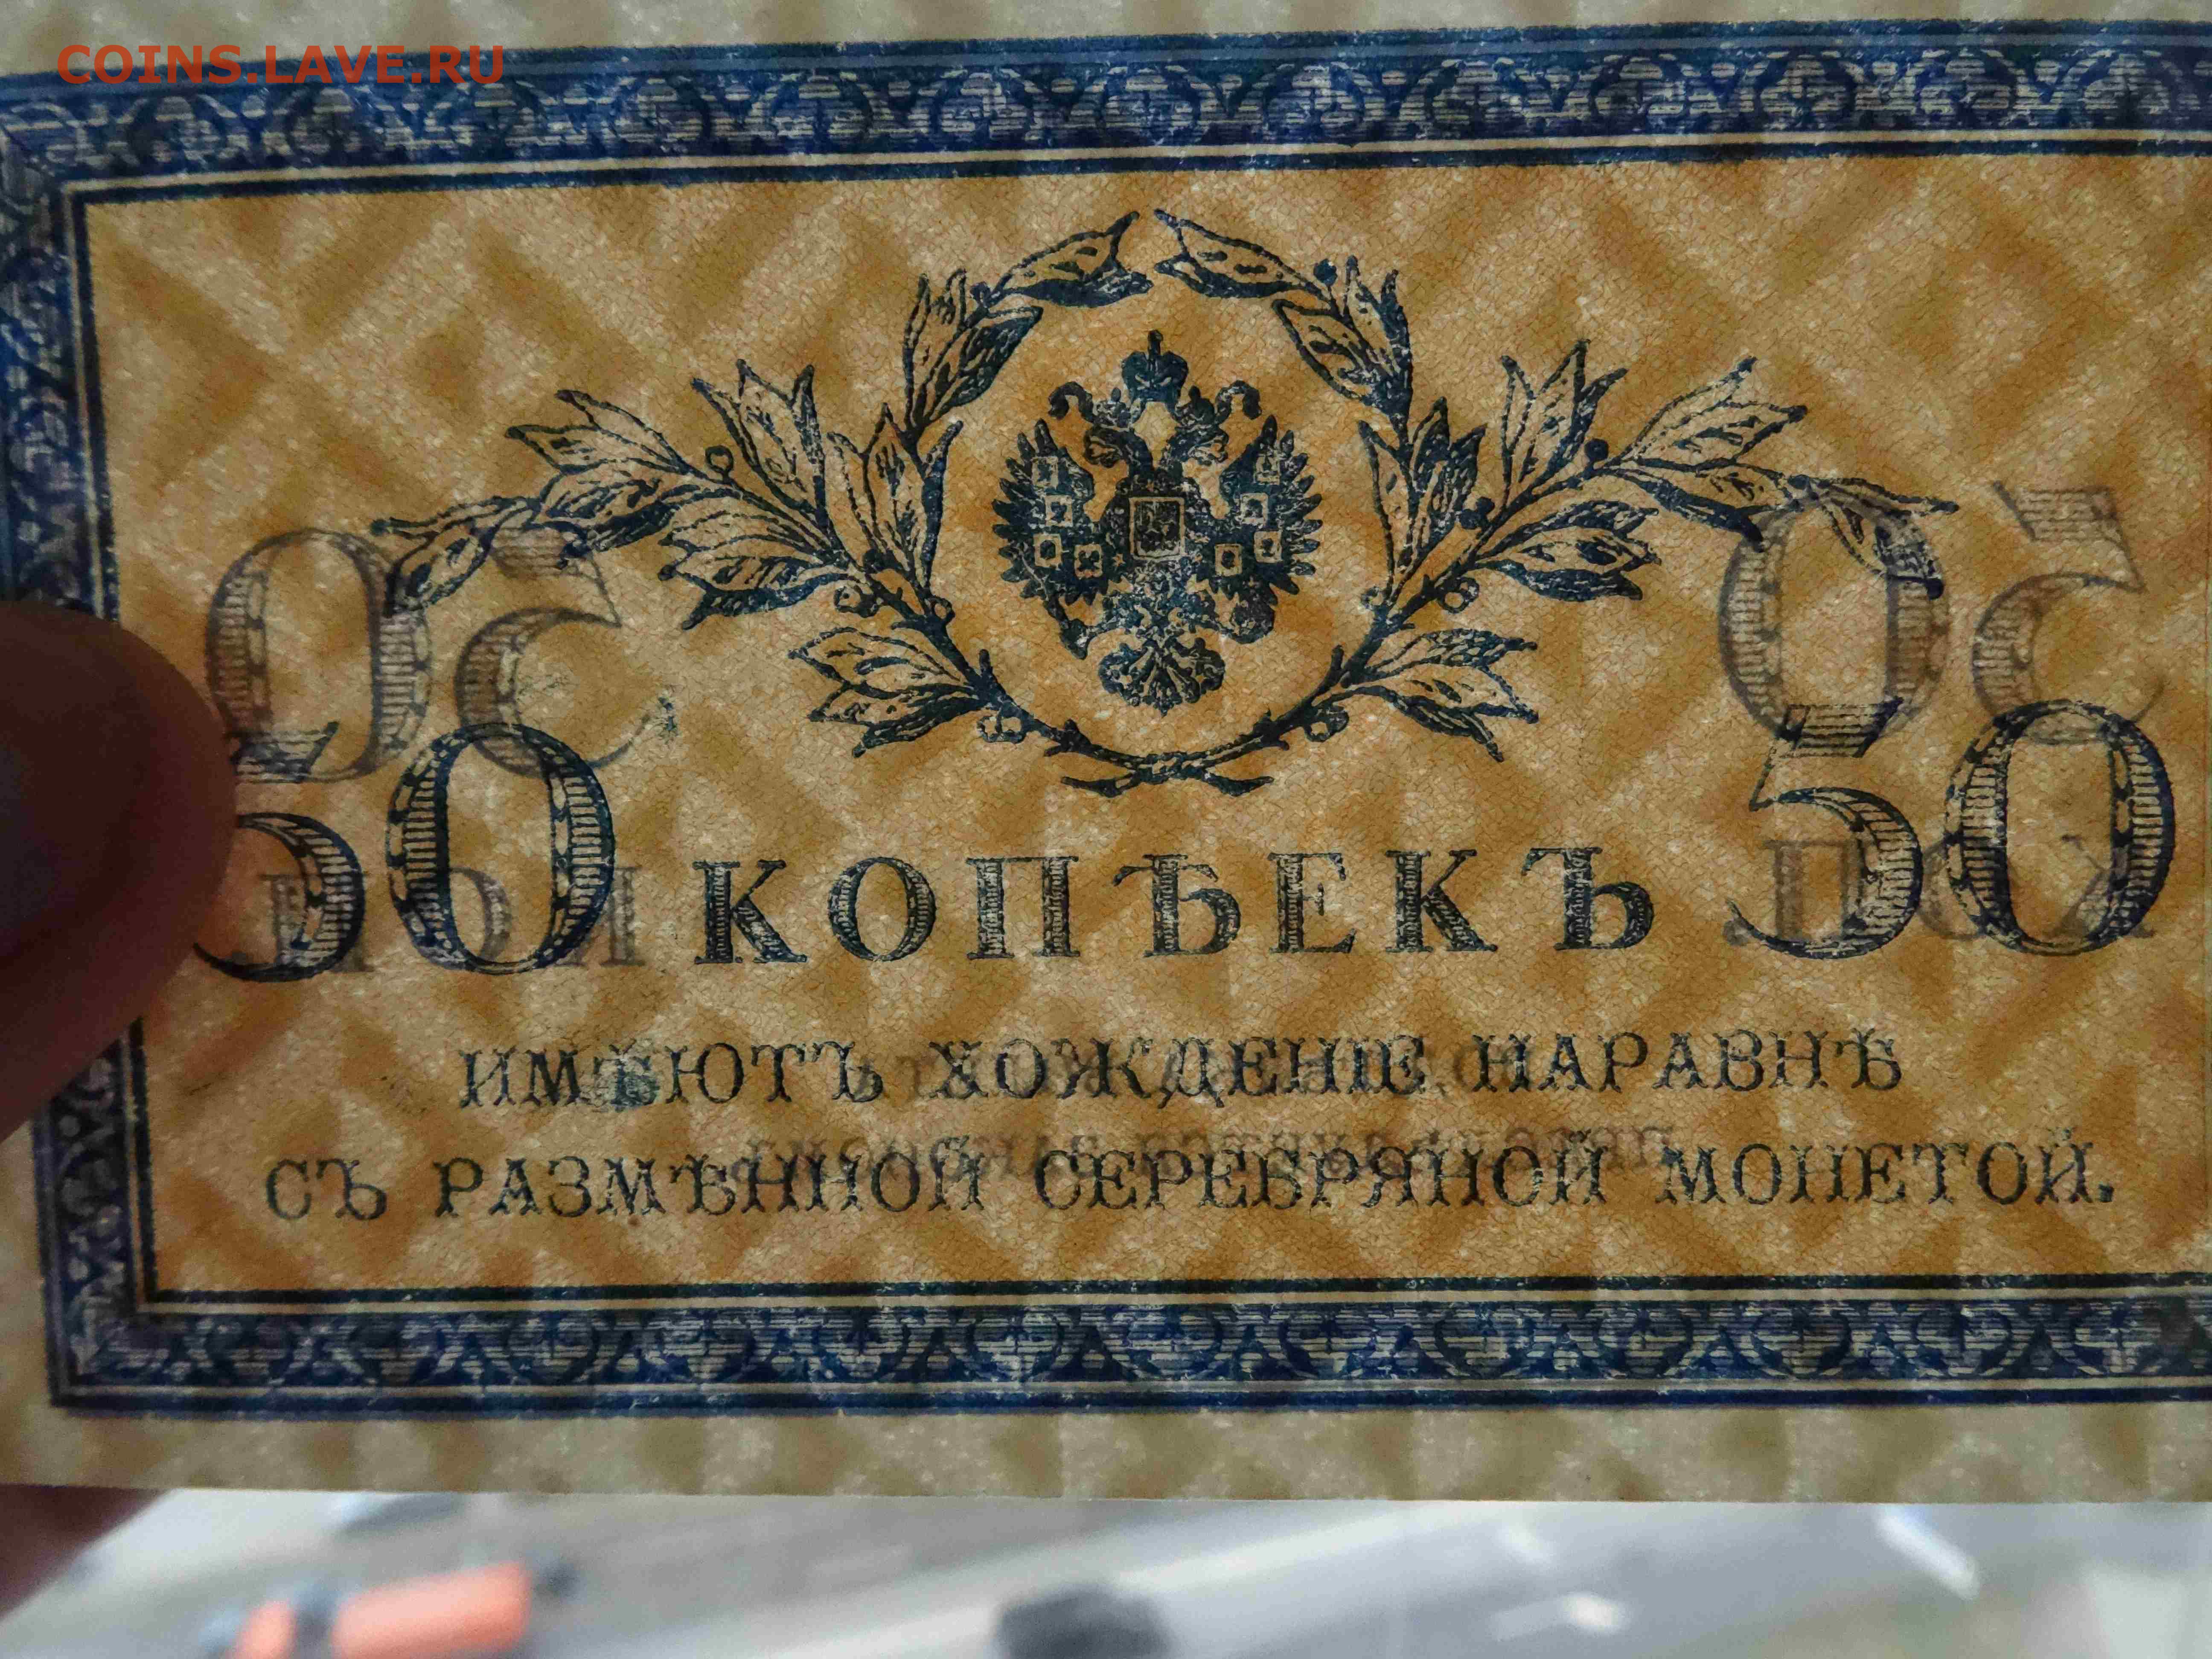 COINS.LAVE.RU
50 КОПѢЕКЪ 50
ИМѢЮТЪ ХОЖДЕНІЕ НАРАВНѢ
СЪ РАЗМѢННОЙ СЕРЕБРЯНОЙ МОНЕТОЙ.